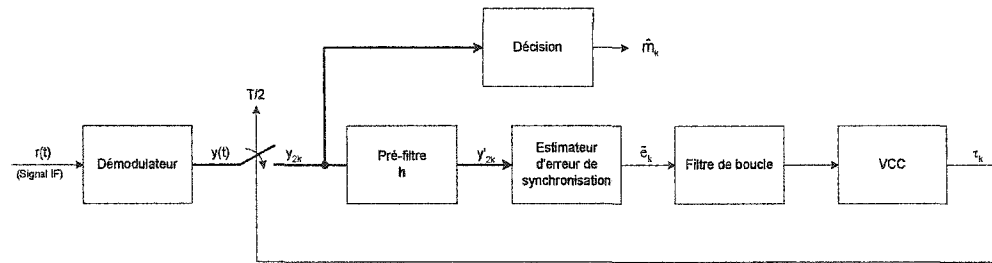 Décision
m̂k
T/2
r(t)
(Signal IF)
Démodulateur
y(t)
y2k
Pré-filtre
h
y'2k
Estimateur
d'erreur de
synchronisation
ẽk
Filtre de boucle
VCC
τk